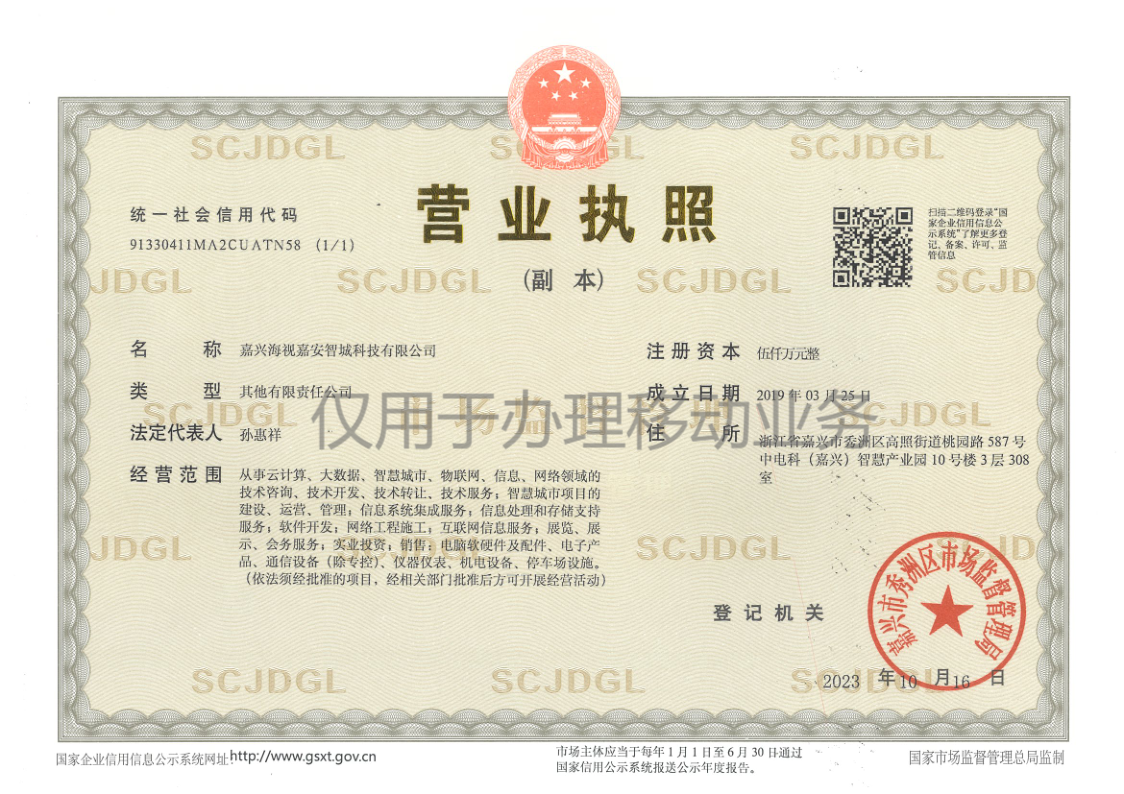 SCJDGL SCJDGL SCJDGL
营业执照
(副 本)
统一社会信用代码
91330411MA2CUATN58 (1/1)
扫描二维码登录“国
家企业信用信息公
示系统”了解更多登
记、备案、许可、监
管信息
JDGL SCJDGL SCJDGL SCJD
名 称 嘉兴海视嘉安智城科技有限公司
类 型 其他有限责任公司
法定代表人 孙惠祥
经营范围 从事云计算、大数据、智慧城市、物联网、信息、网络领域的
技术咨询、技术开发、技术转让、技术服务；智慧城市项目的
建设、运营、管理；信息系统集成服务；信息处理和存储支持
服务；软件开发；网络工程施工；互联网信息服务；展览、展
示、会务服务；实业投资；销售：电脑软硬件及配件、电子产
品、通信设备（除专控）、仪器仪表、机电设备、停车场设施。
（依法须经批准的项目，经相关部门批准后方可开展经营活动）
注册资本 伍仟万元整
成立日期 2019 年 03 月 25 日
住 所 浙江省嘉兴市秀洲区高照街道桃园路 587 号
中电科（嘉兴）智慧产业园 10 号楼 3 层 308
室
仅用于办理移动业务
SCJDGL SCJDGL
JDGL SCJDGL JD
登记机关
嘉兴市秀洲区市场监督管理局
2023 年 10 月 16 日
SCJDGL SCJDGL SCJDGL
国家企业信用信息公示系统网址:http://www.gsxt.gov.cn
市场主体应当于每年 1 月 1 日至 6 月 30 日通过
国家信用公示系统报送公示年度报告。
国家市场监督管理总局监制